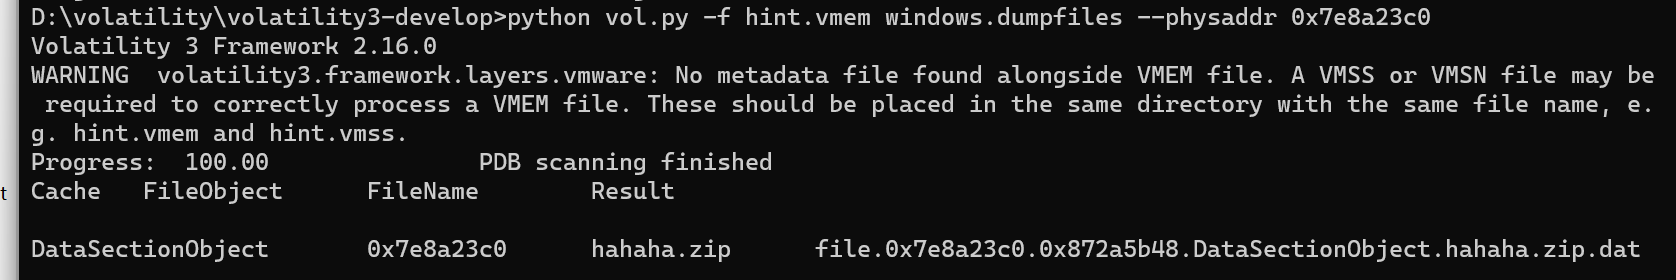 D:\volatility\volatility3-develop>python vol.py -f hint.vmem windows.dumpfiles --physaddr 0x7e8a23c0
Volatility 3 Framework 2.16.0
WARNING  volatility3.framework.layers.vmware: No metadata file found alongside VMEM file. A VMSS or VMSN file may be
 required to correctly process a VMEM file. These should be placed in the same directory with the same file name, e.
g. hint.vmem and hint.vmss.
Progress:  100.00               PDB scanning finished
Cache   FileObject      FileName        Result
t
DataSectionObject       0x7e8a23c0      hahaha.zip      file.0x7e8a23c0.0x872a5b48.DataSectionObject.hahaha.zip.dat